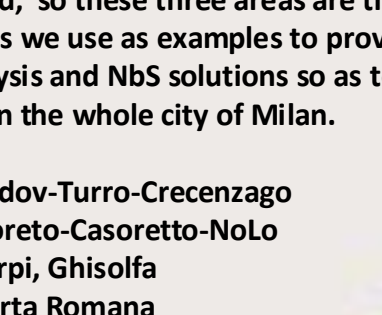 so these three areas are
s we use as examples to prov
ysis and NbS solutions so as t
n the whole city of Milan.
dov-Turro-Crecenzago
oreto-Casoretto-NoLo
rpi, Ghisolfa
rta Romana